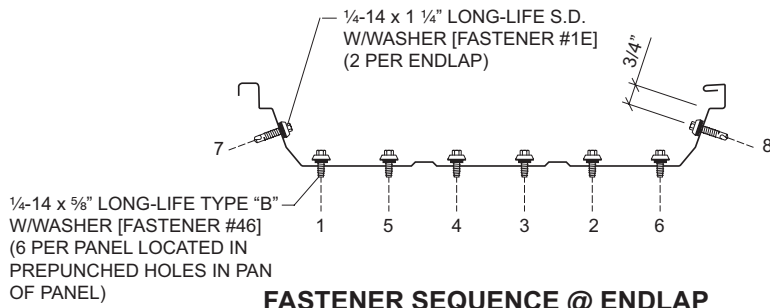 ¼-14 x 1 ¼” LONG-LIFE S.D.
W/WASHER [FASTENER #1E]
(2 PER ENDLAP)
3/4”
7
8
¼-14 x ⅝” LONG-LIFE TYPE “B”
W/WASHER [FASTENER #46]
(6 PER PANEL LOCATED IN
PREPUNCHED HOLES IN PAN
OF PANEL)
1 5 4 3 2 6
FASTENER SEQUENCE @ ENDLAP